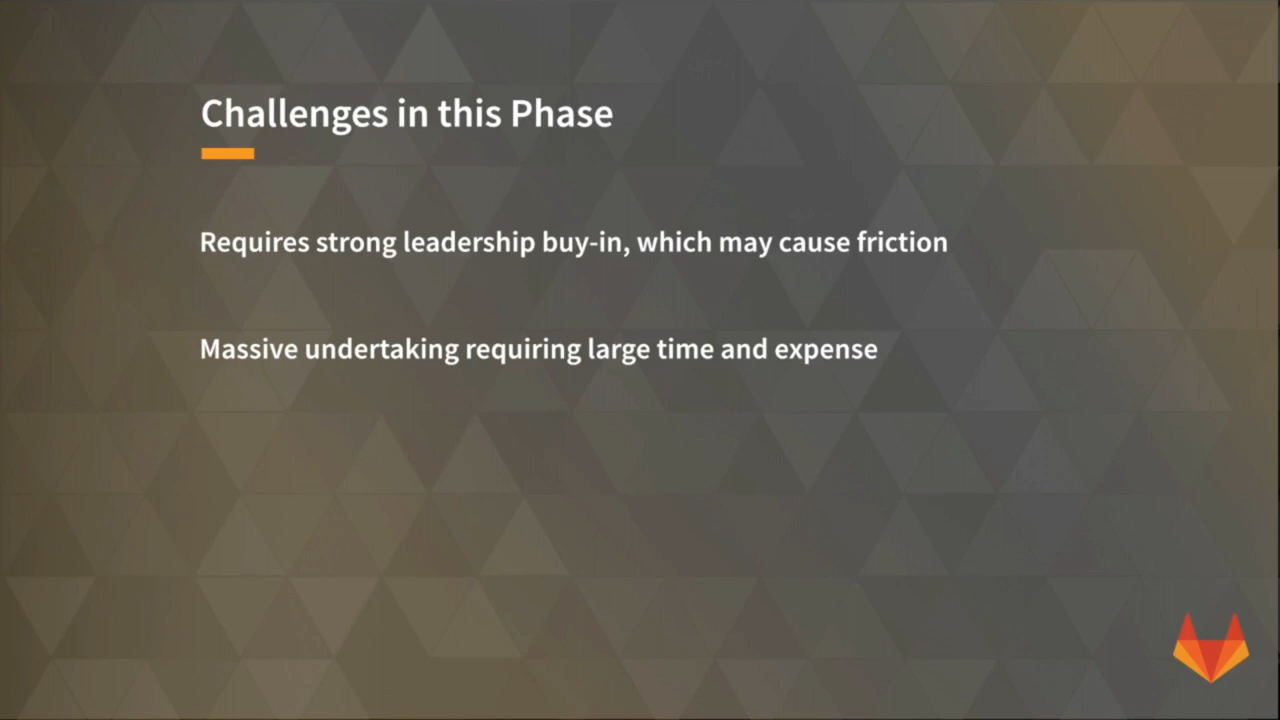 Challenges in this Phase
Requires strong leadership buy-in, which may cause friction
Massive undertaking requiring large time and expense